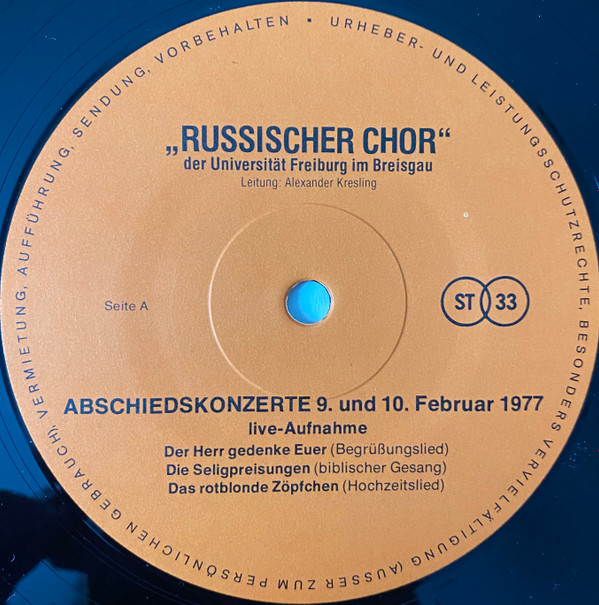 URHEBER- UND LEISTUNGSSCHUTZRECHTE, BESONDERS VERVIELFÄLTIGUNG (AUSSER ZUM PERSÖNLICHEN GEBRAUCH), VERMIETUNG, AUFFÜHRUNG, SENDUNG, VORBEHALTEN •
„RUSSISCHER CHOR“
der Universität Freiburg im Breisgau
Leitung: Alexander Kresling
Seite A
ST 33
ABSCHIEDSKONZERTE 9. und 10. Februar 1977
live-Aufnahme
Der Herr gedenke Euer (Begrüßungslied)
Die Seligpreisungen (biblischer Gesang)
Das rotblonde Zöpfchen (Hochzeitslied)